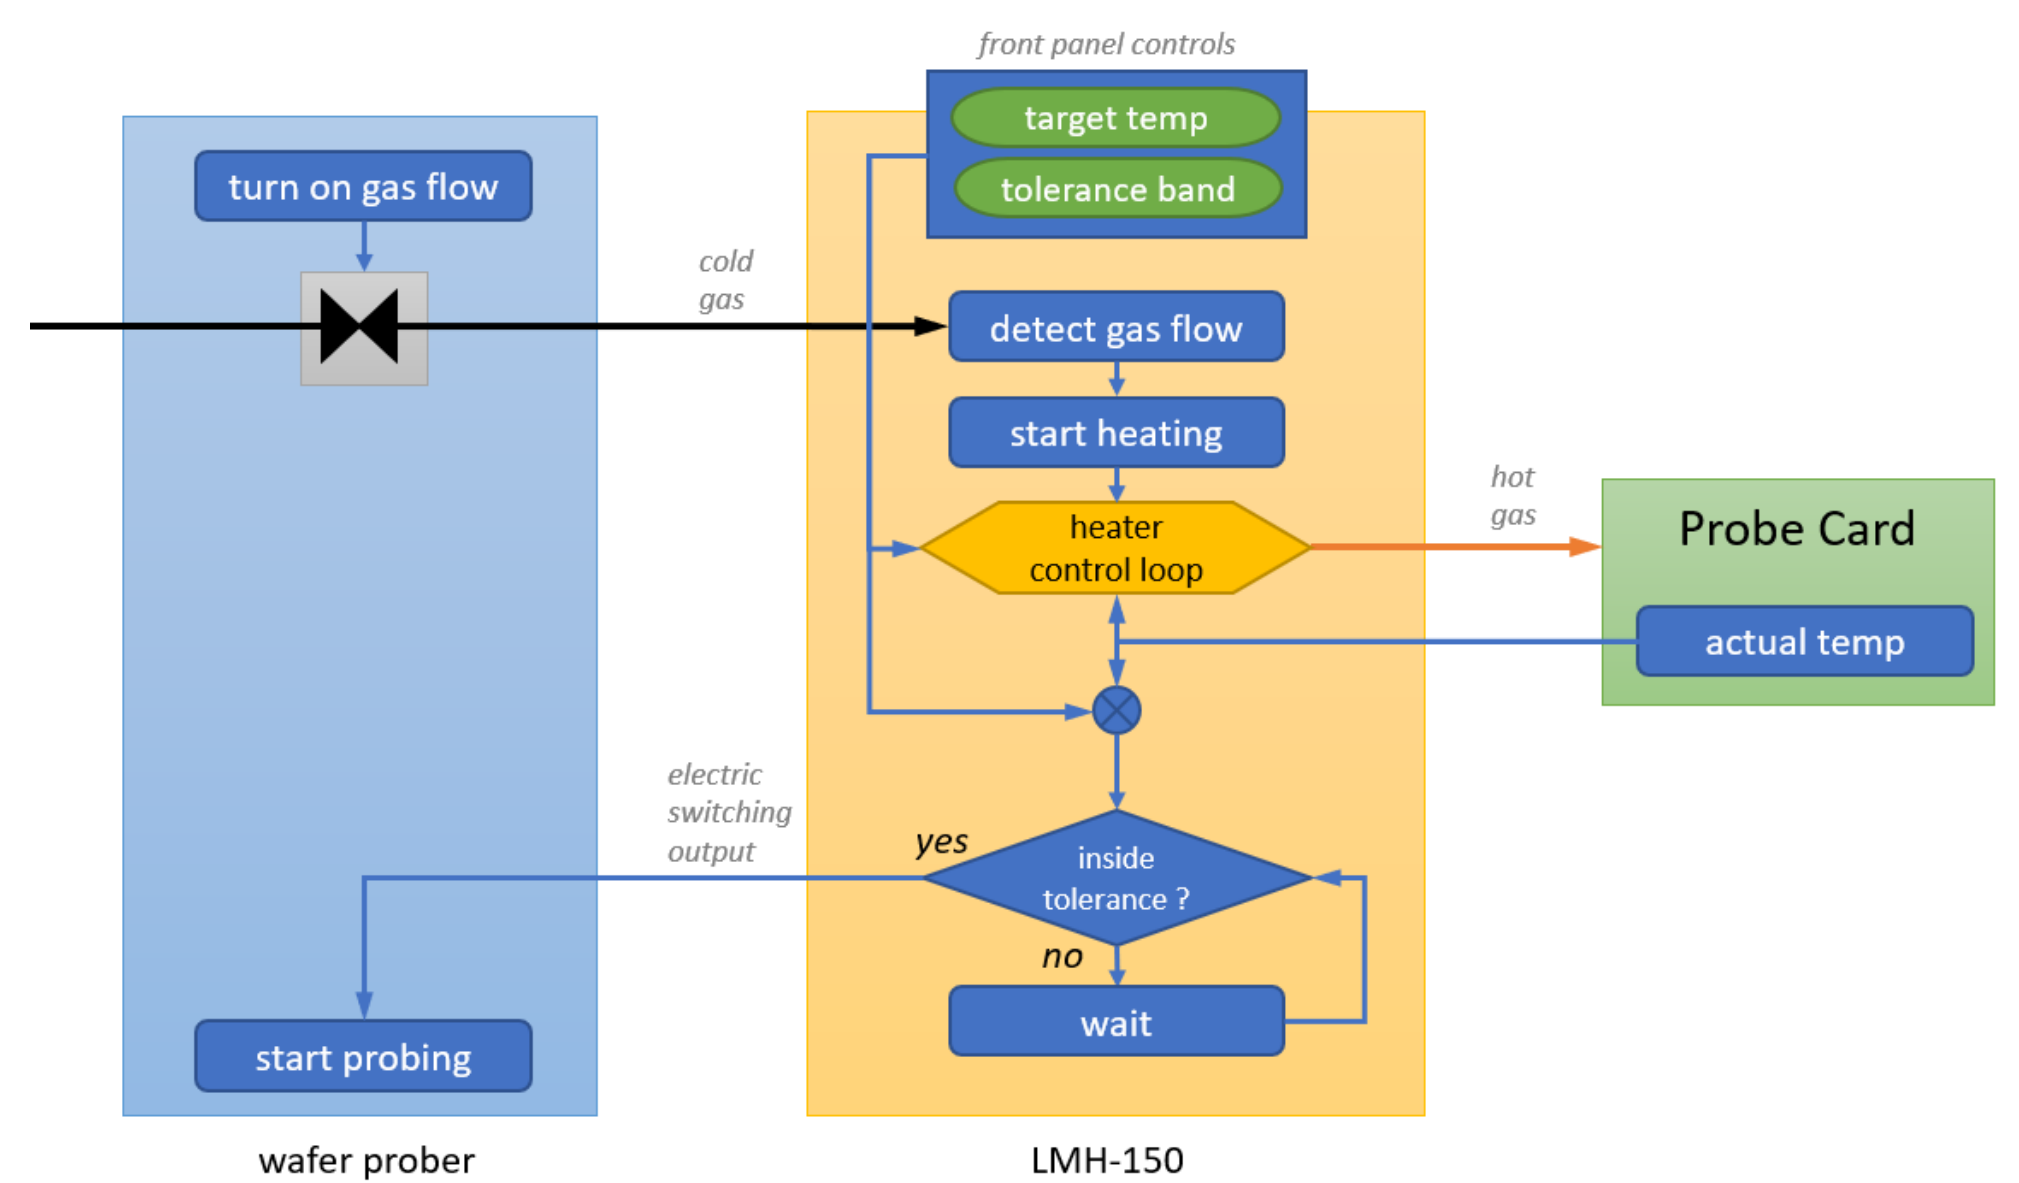 front panel controls
target temp
tolerance band
turn on gas flow
cold
gas
detect gas flow
start heating
heater
control loop
hot
gas
Probe Card
actual temp
electric
switching
output
yes
inside
tolerance ?
no
wait
start probing
wafer prober
LMH-150